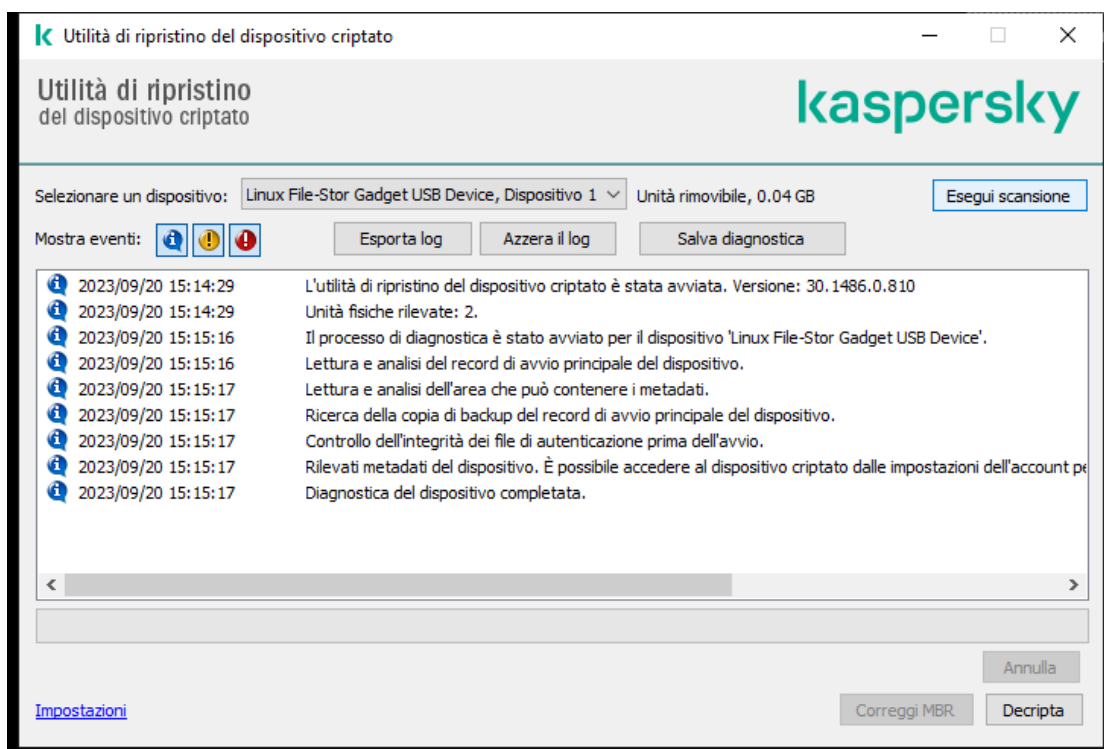 Utilità di ripristino del dispositivo criptato
Utilità di ripristino
del dispositivo criptato
kaspersky
Selezionare un dispositivo: Linux File-Stor Gadget USB Device, Dispositivo 1 Unità rimovibile, 0.04 GB Esegui scansione
Mostra eventi: Esporta log Azzera il log Salva diagnostica
2023/09/20 15:14:29 L'utilità di ripristino del dispositivo criptato è stata avviata. Versione: 30.1486.0.810
2023/09/20 15:14:29 Unità fisiche rilevate: 2.
2023/09/20 15:15:16 Il processo di diagnostica è stato avviato per il dispositivo 'Linux File-Stor Gadget USB Device'.
2023/09/20 15:15:16 Lettura e analisi del record di avvio principale del dispositivo.
2023/09/20 15:15:17 Lettura e analisi dell'area che può contenere i metadati.
2023/09/20 15:15:17 Ricerca della copia di backup del record di avvio principale del dispositivo.
2023/09/20 15:15:17 Controllo dell'integrità dei file di autenticazione prima dell'avvio.
2023/09/20 15:15:17 Rilevati metadati del dispositivo. È possibile accedere al dispositivo criptato dalle impostazioni dell'account
2023/09/20 15:15:17 Diagnostica del dispositivo completata.
Annulla
Impostazioni Correggi MBR Decripta